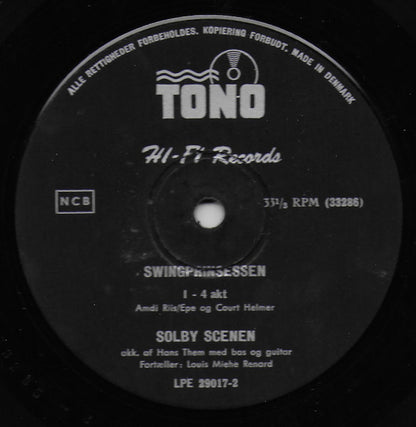 ALLE RETTIGHEDER FORBEHOLDES. KOPIERING FORBUDT. MADE IN DENMARK
TONO
Hi-Fi Records
NCB
33⅓ RPM (33286)
SWINGPRINSESSEN
1 - 4 akt
Amdi Riis/Epe og Court Helmer
SOLBY SCENEN
akk. af Hans Them med bas og guitar
Fortæller: Louis Miehe Renard
LPE 29017-2